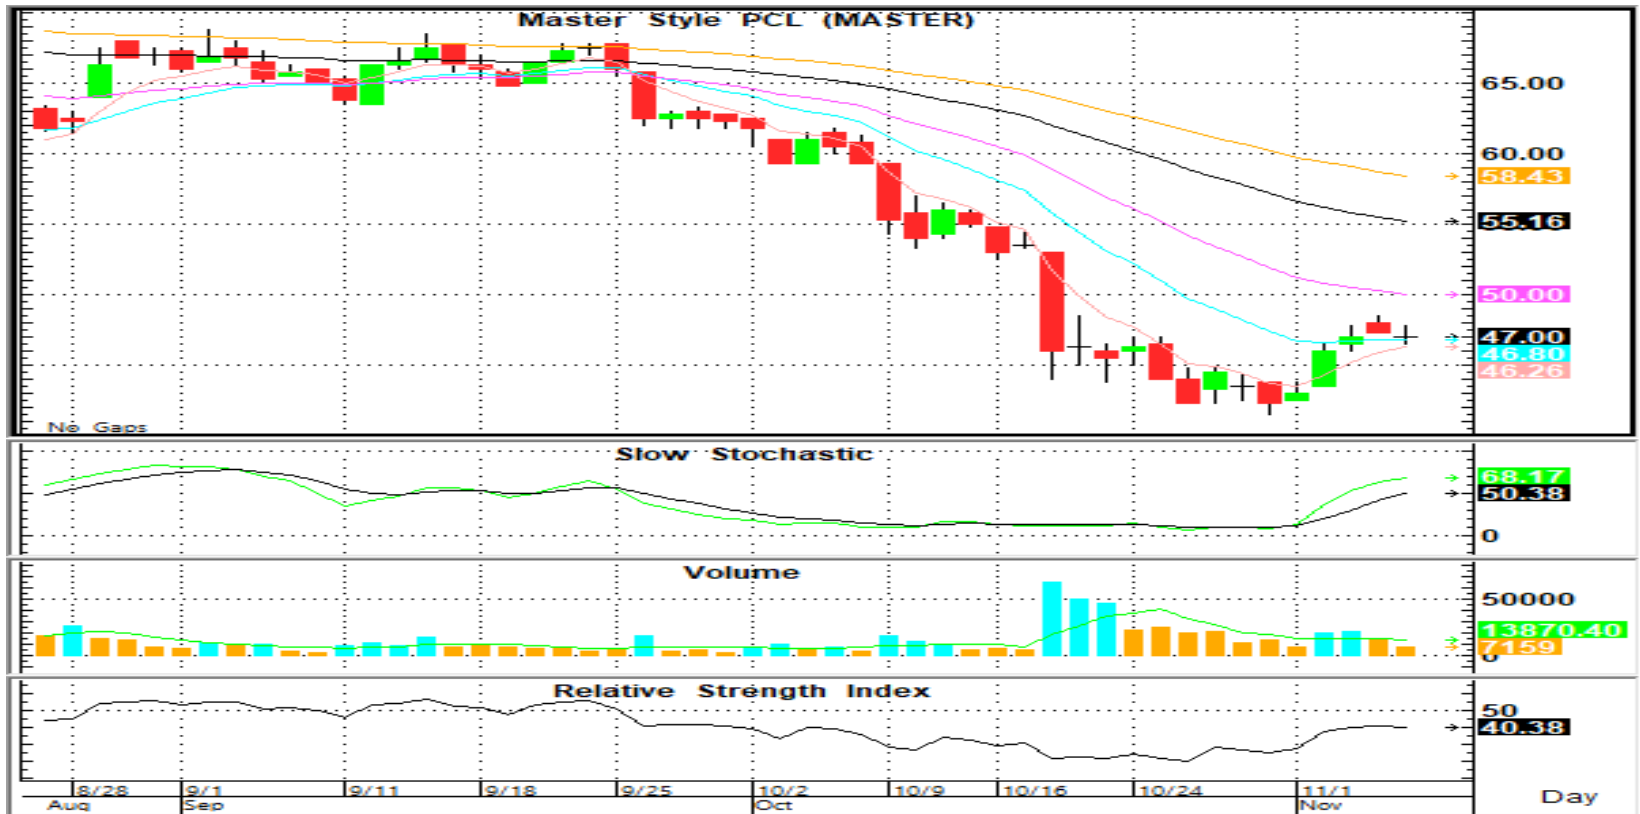 Master Style PCL (MASTER)
65.00
60.00
58.43
55.16
50.00
47.00
46.80
46.26
No Gaps
Slow Stochastic
68.17
50.38
0
Volume
50000
13870.40
0
7159
Relative Strength Index
50
40.38
8/28 9/1 9/11 9/18 9/25 10/2 10/9 10/16 10/24 11/1
Aug Sep Oct Nov
Day